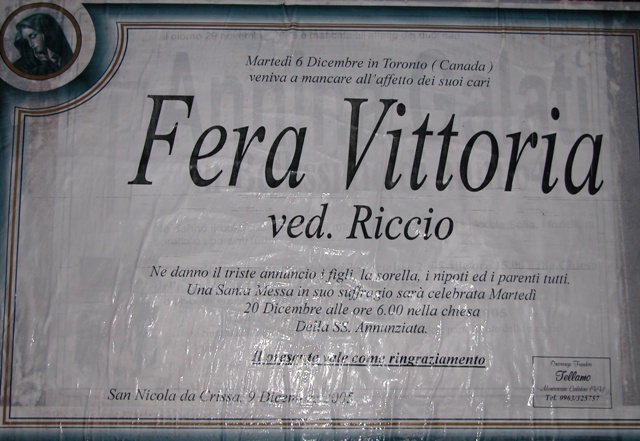 Martedì 6 Dicembre in Toronto ( Canada )
veniva a mancare all'affetto dei suoi cari
Fera Vittoria
ved. Riccio
Ne danno il triste annuncio i figli, la sorella, i nipoti ed i parenti tutti.
Una Santa Messa in suo suffragio sarà celebrata Martedì
20 Dicembre alle ore 6.00 nella chiesa
Della SS. Annunziata.
Il presente vale come ringraziamento
San Nicola da Crissa, 9 Dicembre 2005
Onoranze Funebri
Tellamo
Tel. 0963/325757